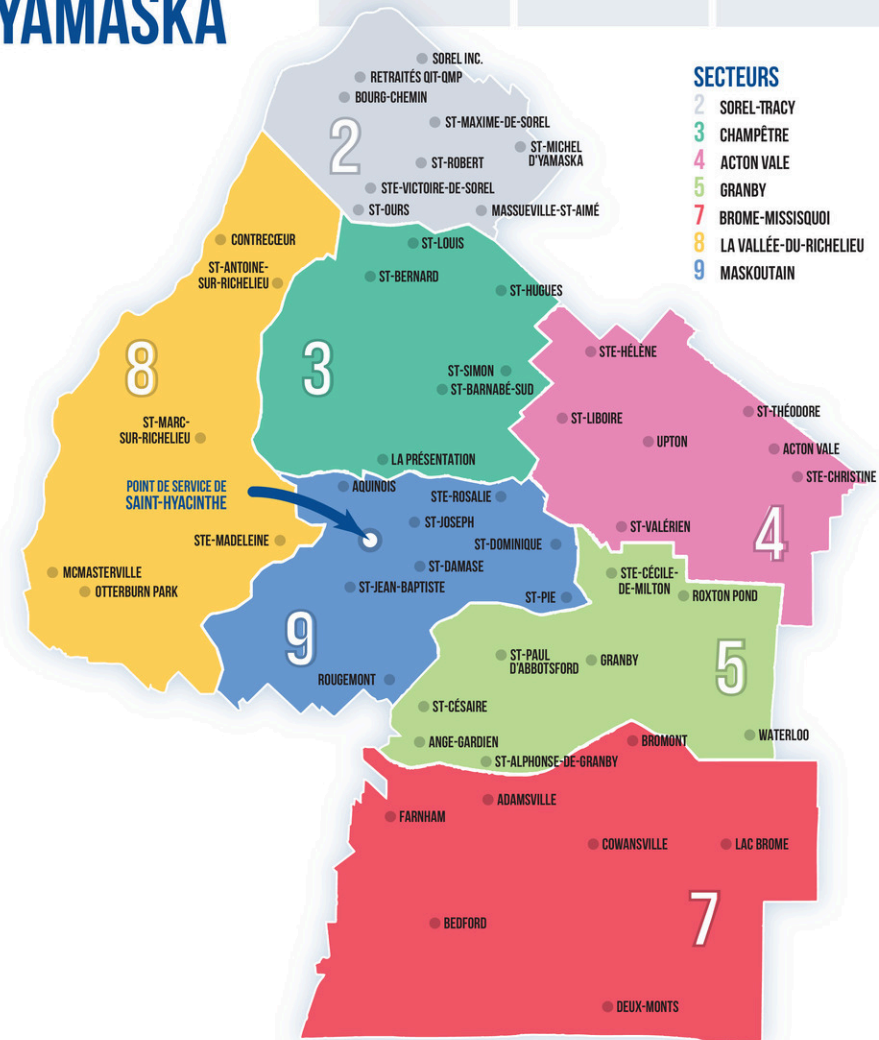 YAMASKA
SECTEURS
2 SOREL-TRACY
3 CHAMPÊTRE
4 ACTON VALE
5 GRANBY
7 BROME-MISSISQUOI
8 LA VALLÉE-DU-RICHELIEU
9 MASKOUTAIN
SOREL INC.
RETRAITÉS QIT-QMP
BOURG-CHEMIN
2
ST-MAXIME-DE-SOREL
ST-MICHEL
D'YAMASKA
ST-ROBERT
STE-VICTOIRE-DE-SOREL
ST-OURS
MASSUEVILLE-ST-AIMÉ
CONTRECŒUR
ST-ANTOINE-
SUR-RICHELIEU
8
ST-MARC-
SUR-RICHELIEU
POINT DE SERVICE DE
SAINT-HYACINTHE
STE-MADELEINE
MCMASTERVILLE
OTTERBURN PARK
ST-LOUIS
ST-BERNARD
ST-HUGUES
3
ST-SIMON
ST-BARNABÉ-SUD
LA PRÉSENTATION
STE-HÉLÈNE
ST-THÉODORE
ST-LIBOIRE
UPTON
ACTON VALE
STE-CHRISTINE
ST-VALÉRIEN
4
AQUINOIS
STE-ROSALIE
ST-JOSEPH
ST-DOMINIQUE
ST-DAMASE
ST-JEAN-BAPTISTE
ST-PIE
9
ROUGEMONT
STE-CÉCILE-
DE-MILTON
ROXTON POND
ST-PAUL
D'ABBOTSFORD
GRANBY
5
ST-CÉSAIRE
ANGE-GARDIEN
WATERLOO
ST-ALPHONSE-DE-GRANBY
BROMONT
ADAMSVILLE
FARNHAM
COWANSVILLE
LAC BROME
7
BEDFORD
DEUX-MONTS